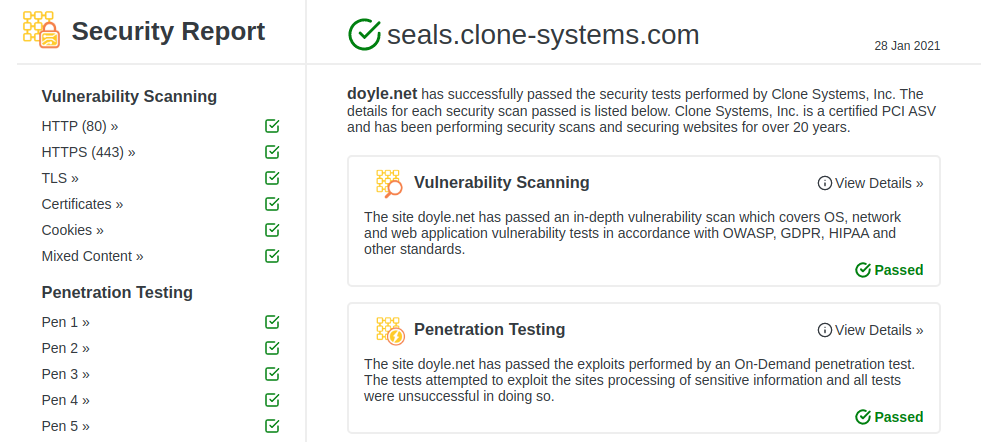 Security Report
Vulnerability Scanning
HTTP (80) »
HTTPS (443) »
TLS »
Certificates »
Cookies »
Mixed Content »
Penetration Testing
Pen 1 »
Pen 2 »
Pen 3 »
Pen 4 »
Pen 5 »
seals.clone-systems.com
28 Jan 2021
doyle.net has successfully passed the security tests performed by Clone Systems, Inc. The
details for each security scan passed is listed below. Clone Systems, Inc. is a certified PCI ASV
and has been performing security scans and securing websites for over 20 years.
Vulnerability Scanning
View Details »
The site doyle.net has passed an in-depth vulnerability scan which covers OS, network
and web application vulnerability tests in accordance with OWASP, GDPR, HIPAA and
other standards.
Passed
Penetration Testing
View Details »
The site doyle.net has passed the exploits performed by an On-Demand penetration test.
The tests attempted to exploit the sites processing of sensitive information and all tests
were unsuccessful in doing so.
Passed